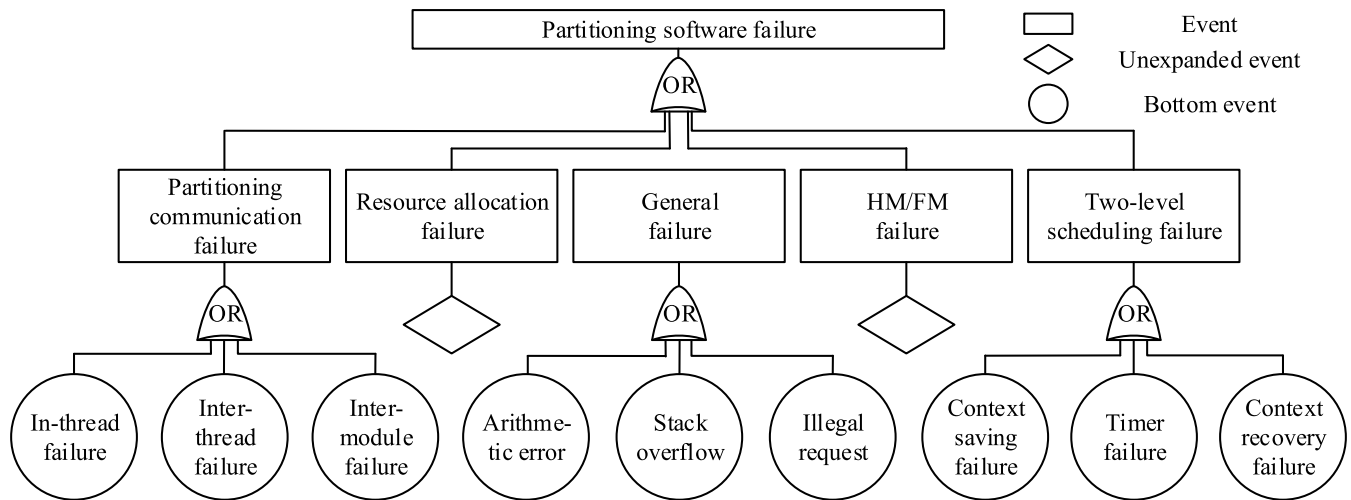 Partitioning software failure
Event
Unexpanded event
Bottom event
OR
Partitioning
communication
failure
Resource allocation
failure
General
failure
HM/FM
failure
Two-level
scheduling failure
OR
OR
OR
In-thread
failure
Inter-
thread
failure
Inter-
module
failure
Arithme-
tic error
Stack
overflow
Illegal
request
Context
saving
failure
Timer
failure
Context
recovery
failure